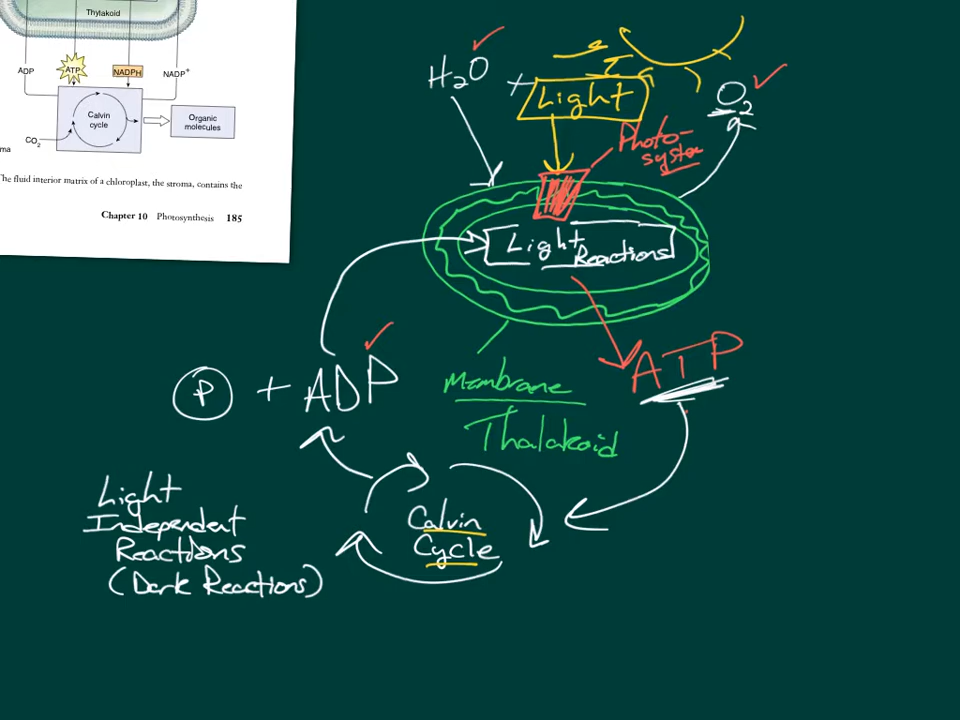 Thylakoid
ADP
ATP
NADPH
NADP+
Calvin
cycle
Organic
molecules
CO2
ma
The fluid interior matrix of a chloroplast, the stroma, contains the
Chapter 10 Photosynthesis 185
H2O
+
Light
O2
Photo-
system
Light
Reactions
P + ADP
ATP
Membrane
Thalakoid
Calvin
Cycle
Light
Independent
Reactions
(Dark Reactions)